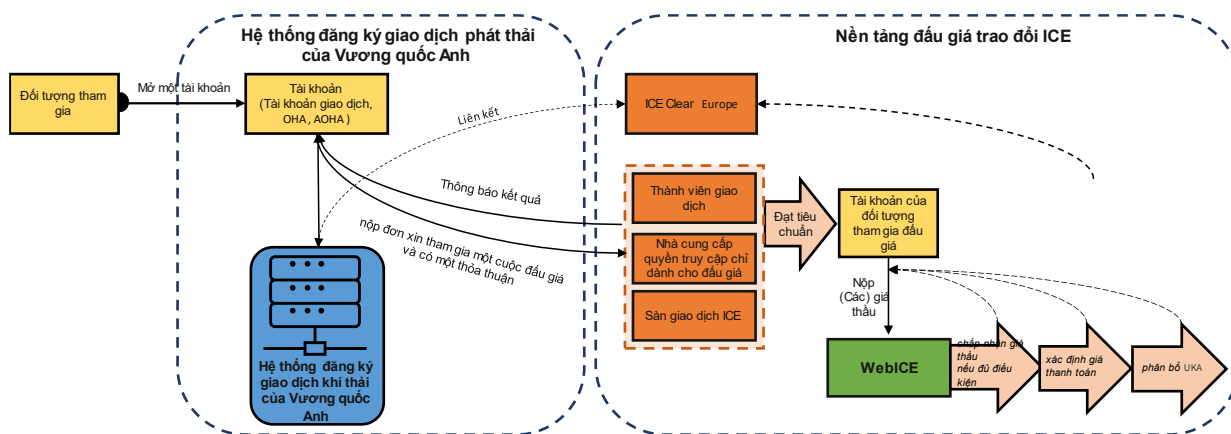 Hệ thống đăng ký giao dịch phát thải
của Vương quốc Anh
Nền tảng đấu giá trao đổi ICE
Đối tượng tham
gia
Mở một tài khoản
Tài khoản
(Tài khoản giao dịch,
OHA, AOHA)
Liên kết
ICE Clear Europe
Thông báo kết quả
nộp đơn xin tham gia một cuộc đấu giá
và có một thỏa thuận
Thành viên giao
dịch
Nhà cung cấp
quyền truy cập chỉ
dành cho đấu giá
Sàn giao dịch ICE
Đạt tiêu
chuẩn
Tài khoản của
đối tượng
tham gia đấu
giá
Nộp
(Các) giá
thầu
Hệ thống đăng ký
giao dịch khí thải
của Vương quốc
Anh
WebICE
chấp nhận giá
thầu
nếu đủ điều
kiện
xác định giá
thanh toán
phân bổ UKA